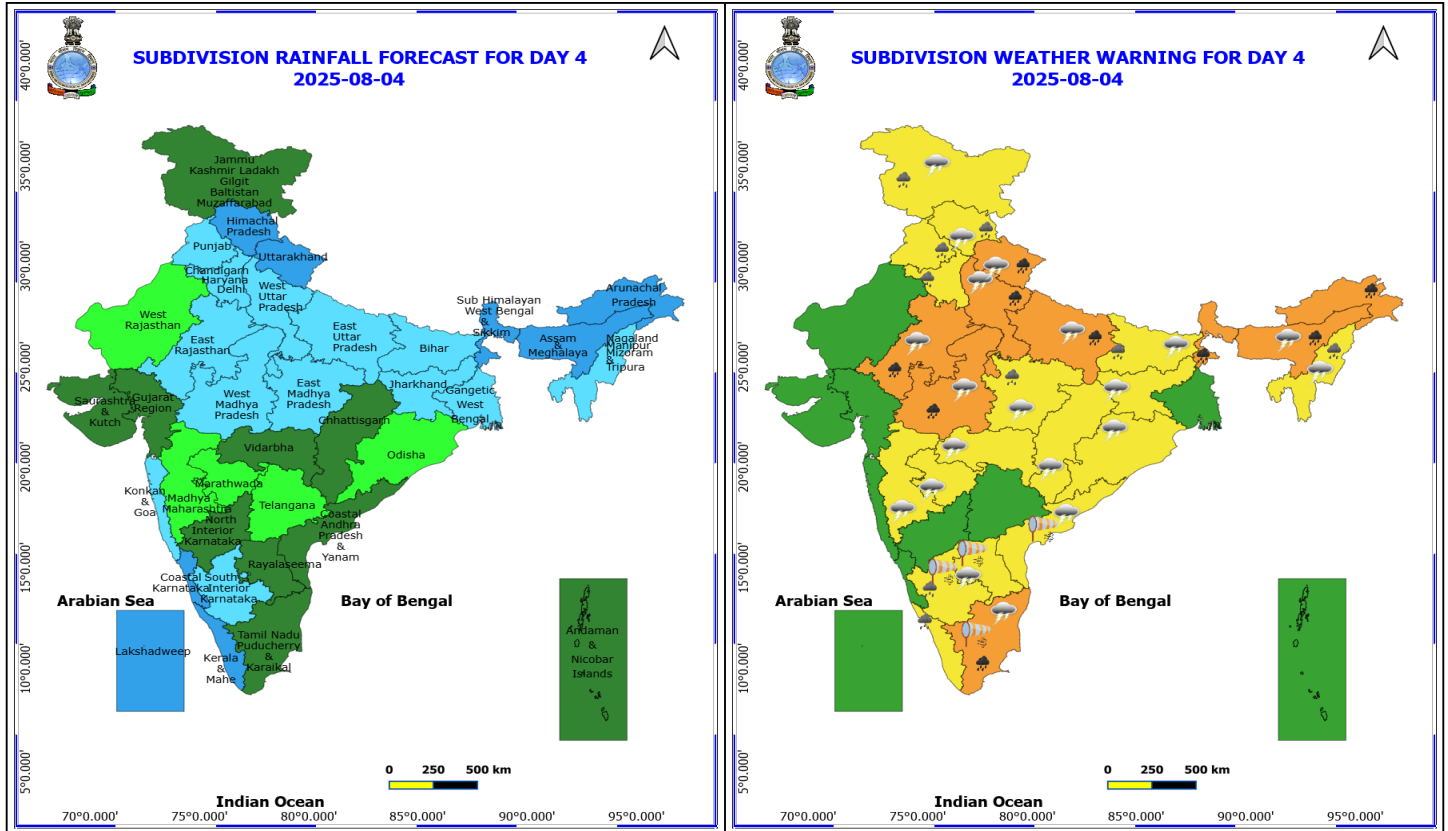 SUBDIVISION RAINFALL FORECAST FOR DAY 4
2025-08-04
40°0.000'
35°0.000'
30°0.000'
25°0.000'
20°0.000'
15°0.000'
10°0.000'
5°0.000'
Jammu
Kashmir Ladakh
Gilgit
Baltistan
Muzaffarabad
Himachal
Pradesh
Punjab
Uttarakhand
Chandigarh
Haryana
Delhi
West
Uttar
Pradesh
West
Rajasthan
East
Rajasthan
East
Uttar
Pradesh
Bihar
Sub Himalayan
West Bengal
&
Sikkim
Arunachal
Pradesh
Assam
&
Meghalaya
Nagaland
Manipur
Mizoram
&
Tripura
Saurashtra
&
Kutch
Gujarat
Region
West
Madhya
Pradesh
East
Madhya
Pradesh
Jharkhand
Gangetic
West
Bengal
Chhattisgarh
Vidarbha
Odisha
Konkan
&
Goa
Madhya
Maharashtra
Marathwada
Telangana
North
Interior
Karnataka
Coastal
Andhra
Pradesh
&
Yanam
Rayalaseema
Coastal
Karnataka
South
Interior
Karnataka
Arabian Sea
Bay of Bengal
Lakshadweep
Kerala
&
Mahe
Tamil Nadu
Puducherry
&
Karaikal
Andaman
&
Nicobar
Islands
0 250 500 km
Indian Ocean
70°0.000' 75°0.000' 80°0.000' 85°0.000' 90°0.000' 95°0.000'
SUBDIVISION WEATHER WARNING FOR DAY 4
2025-08-04
40°0.000'
35°0.000'
30°0.000'
25°0.000'
20°0.000'
15°0.000'
10°0.000'
5°0.000'
Arabian Sea
Bay of Bengal
0 250 500 km
Indian Ocean
70°0.000' 75°0.000' 80°0.000' 85°0.000' 90°0.000' 95°0.000'